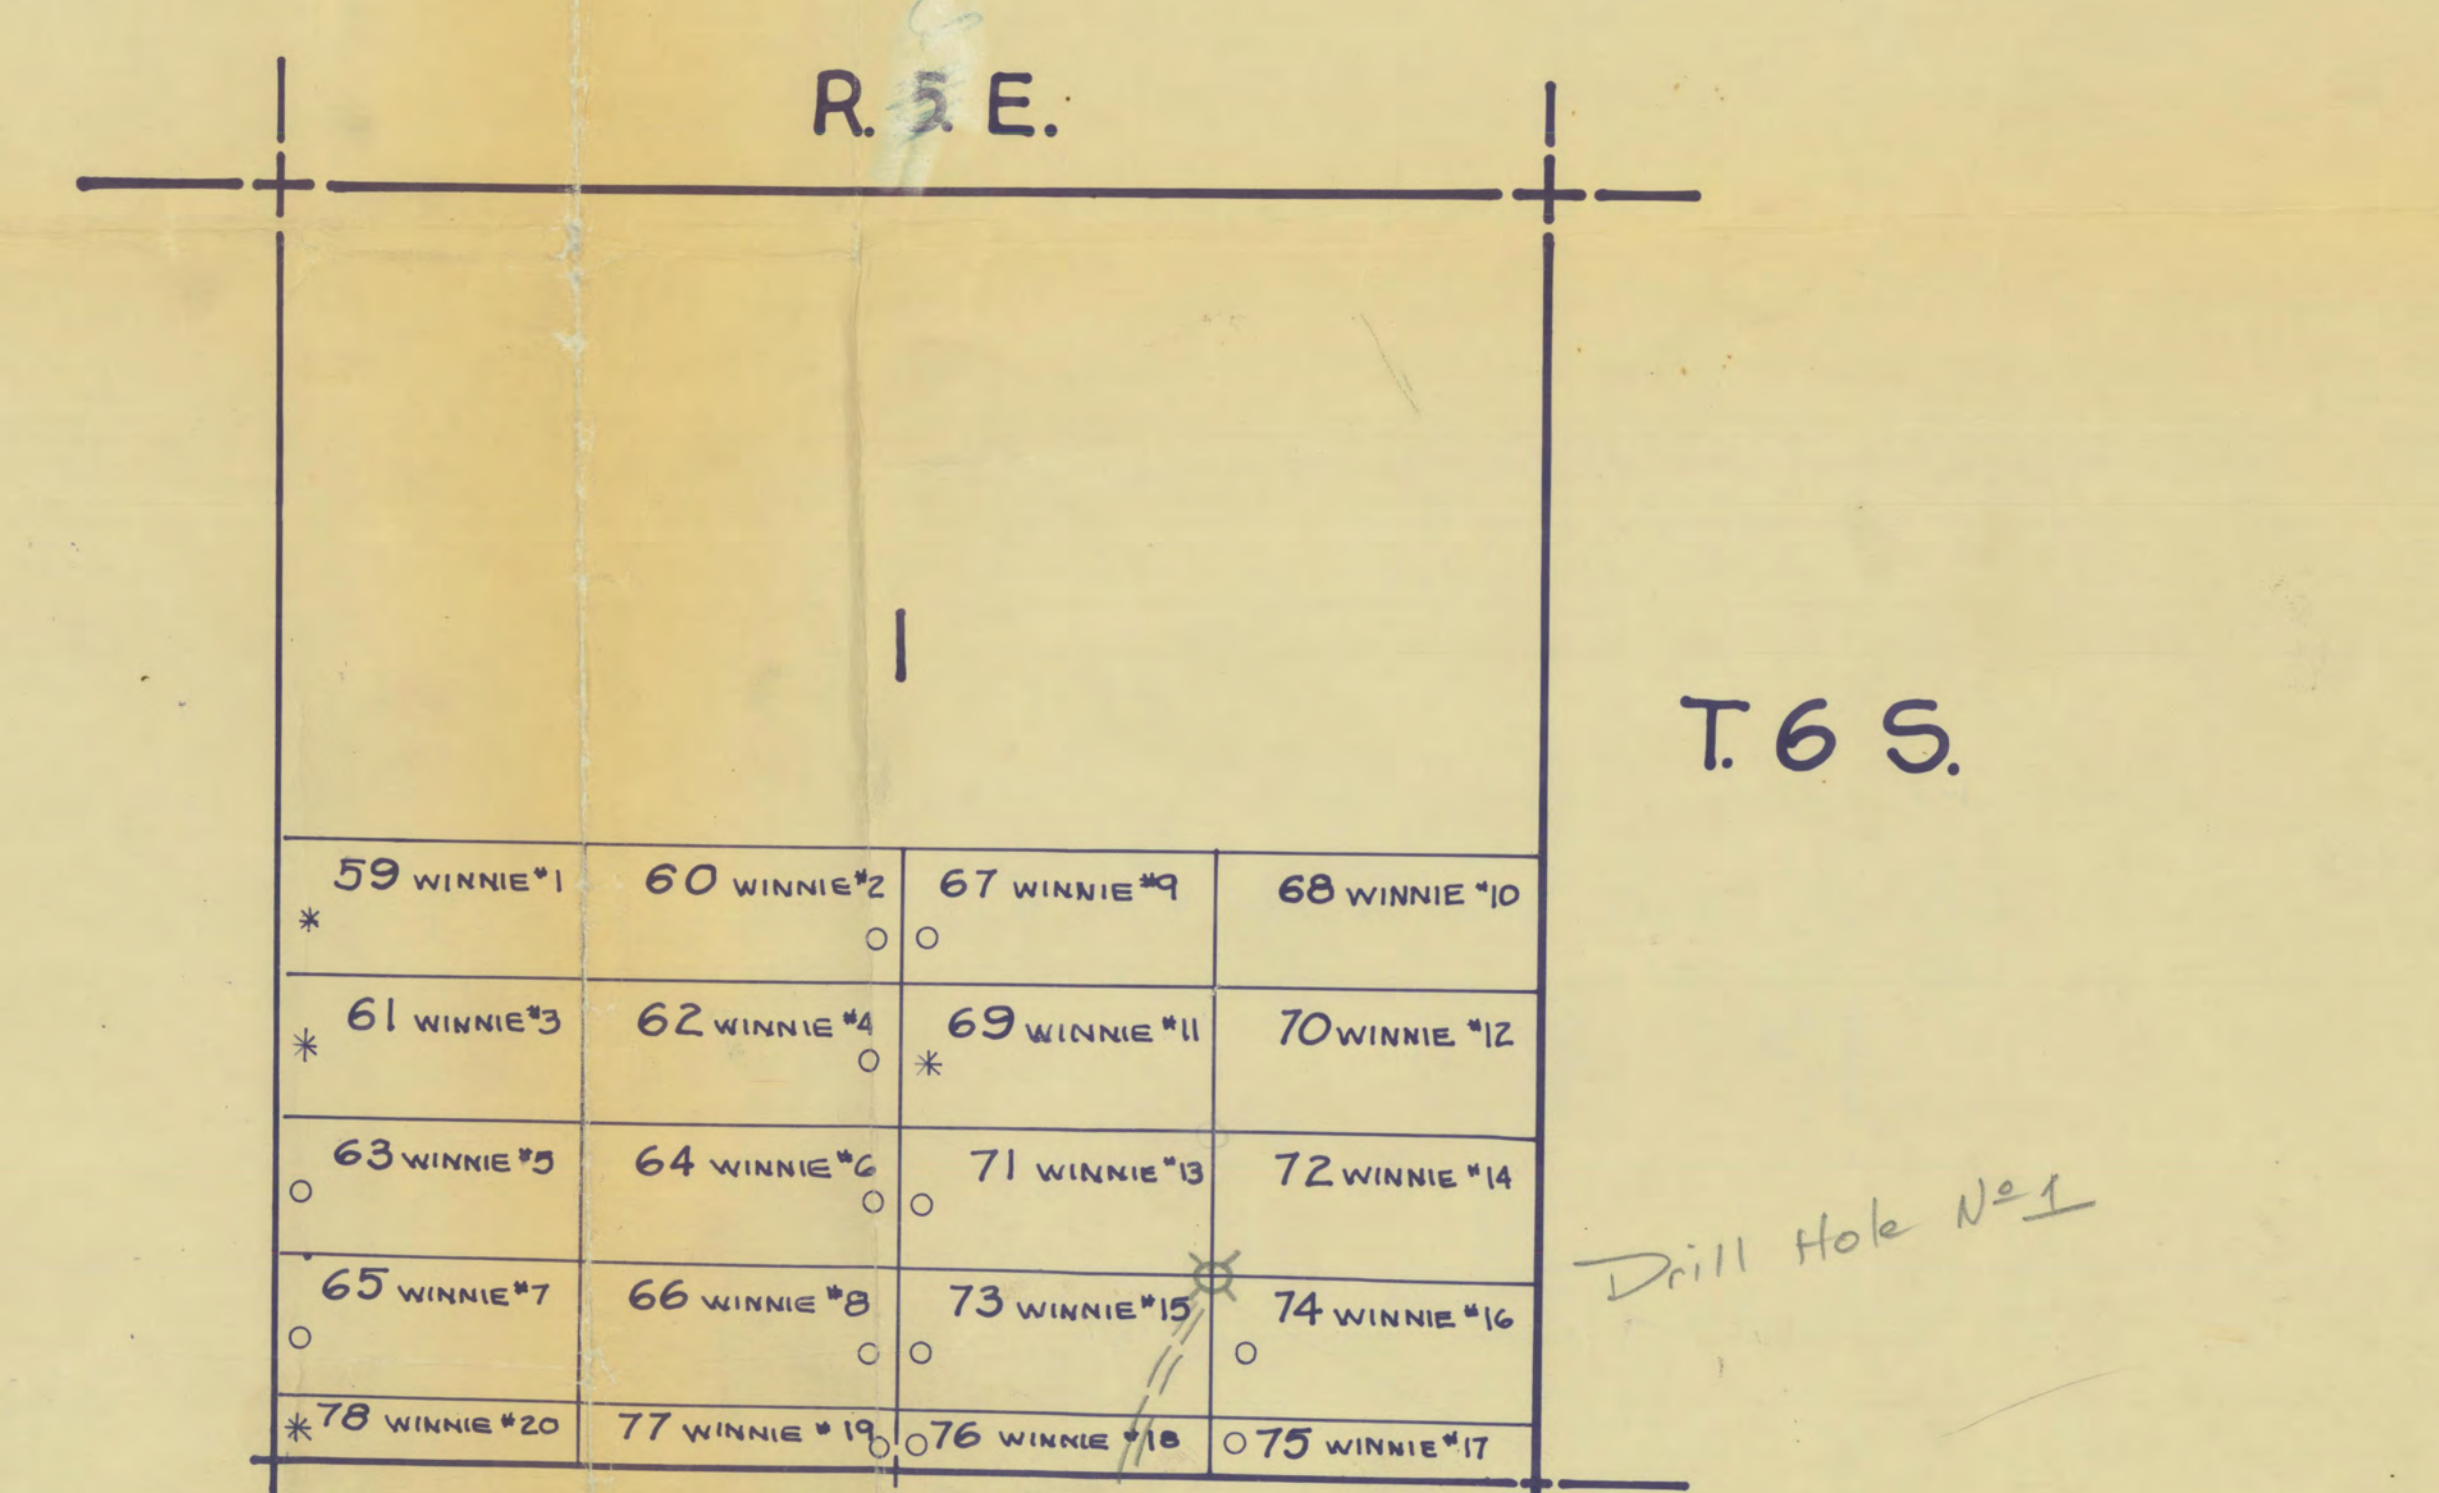 R. 5 E.
1
T. 6 S.
59 WINNIE #1
60 WINNIE #2
67 WINNIE #9
68 WINNIE #10
61 WINNIE #3
62 WINNIE #4
69 WINNIE #11
70 WINNIE #12
63 WINNIE #5
64 WINNIE #6
71 WINNIE #13
72 WINNIE #14
Drill Hole Nº 1
65 WINNIE #7
66 WINNIE #8
73 WINNIE #15
74 WINNIE #16
78 WINNIE #20
77 WINNIE #19
76 WINNIE #18
75 WINNIE #17